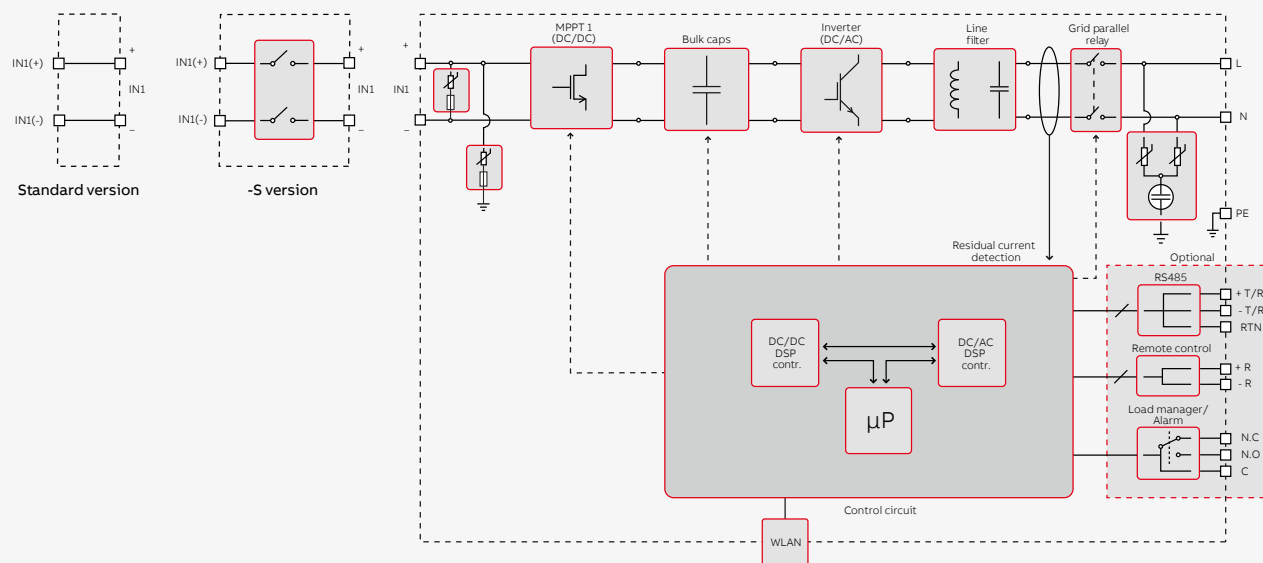 IN1(+)
+
IN1
IN1(-)
–
Standard version
IN1(+)
+
IN1
IN1(-)
–
-S version
+
IN1
–
MPPT 1
(DC/DC)
Bulk caps
Inverter
(DC/AC)
Line
filter
Grid parallel
relay
L
N
PE
Residual current
detection
Optional
RS485
+ T/R
- T/R
RTN
Remote control
+ R
- R
Load manager/
Alarm
N.C
N.O
C
DC/DC
DSP
contr.
DC/AC
DSP
contr.
µP
Control circuit
WLAN